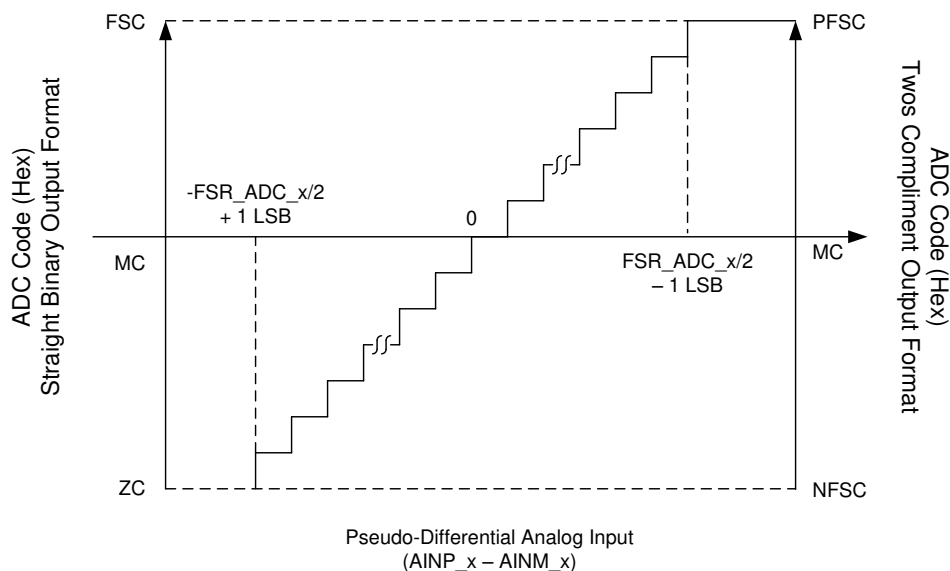 FSC
PFSC
ADC Code (Hex)
Straight Binary Output Format
-FSR_ADC_x/2
+ 1 LSB
0
MC
MC
FSR_ADC_x/2
– 1 LSB
ADC Code (Hex)
Twos Compliment Output Format
ZC
NFSC
Pseudo-Differential Analog Input
(AINP_x – AINM_x)